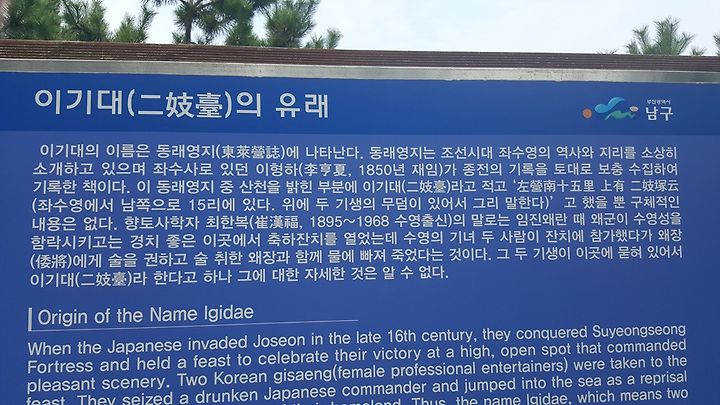 이기대(二妓臺)의 유래
부산광역시
남구
이기대의 이름은 동래영지(東萊營誌)에 나타난다. 동래영지는 조선시대 좌수영의 역사와 지리를 소상히
소개하고 있으며 좌수사로 있던 이형하(李亨夏, 1850년 재임)가 종전의 기록을 토대로 보충 수집하여
기록한 책이다. 이 동래영지 중 산천을 밝힌 부분에 이기대(二妓臺)라고 적고 '左營南十五里 上有 二妓塚云
(좌수영에서 남쪽으로 15리에 있다. 위에 두 기생의 무덤이 있어서 그리 말한다)' 고 했을 뿐 구체적인
내용은 없다. 향토사학자 최한복(崔漢福, 1895~1968 수영출신)의 말로는 임진왜란 때 왜군이 수영성을
함락시키고는 경치 좋은 이곳에서 축하잔치를 열었는데 수영의 기녀 두 사람이 잔치에 참가했다가 왜장
(倭將)에게 술을 권하고 술 취한 왜장과 함께 물에 빠져 죽었다는 것이다. 그 두 기생이 이곳에 묻혀 있어서
이기대(二妓臺)라 한다고 하나 그에 대한 자세한 것은 알 수 없다.
Origin of the Name Igidae
When the Japanese invaded Joseon in the late 16th century, they conquered Suyeongseong
Fortress and held a feast to celebrate their victory at a high, open spot that commanded
pleasant scenery. Two Korean gisaeng(female professional entertainers) were taken to the
feast. They seized a drunken Japanese commander and jumped into the sea as a reprisal
their homeland. Thus, the name Igidae, which means two